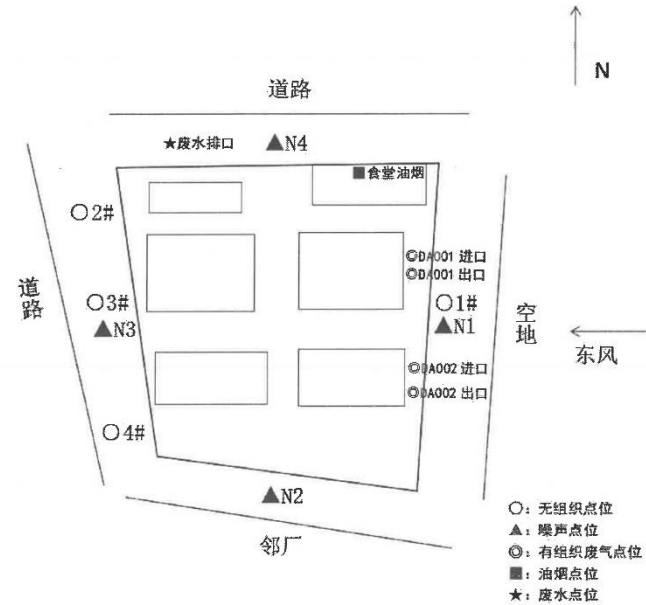 N
道路
★废水排口
▲N4
■食堂油烟
○2#
◎DA001 进口
◎DA001 出口
道路
○3#
▲N3
○1#
▲N1
空地
东风
◎DA002 进口
◎DA002 出口
○4#
▲N2
邻厂
○：无组织点位
▲：噪声点位
◎：有组织废气点位
■：油烟点位
★：废水点位